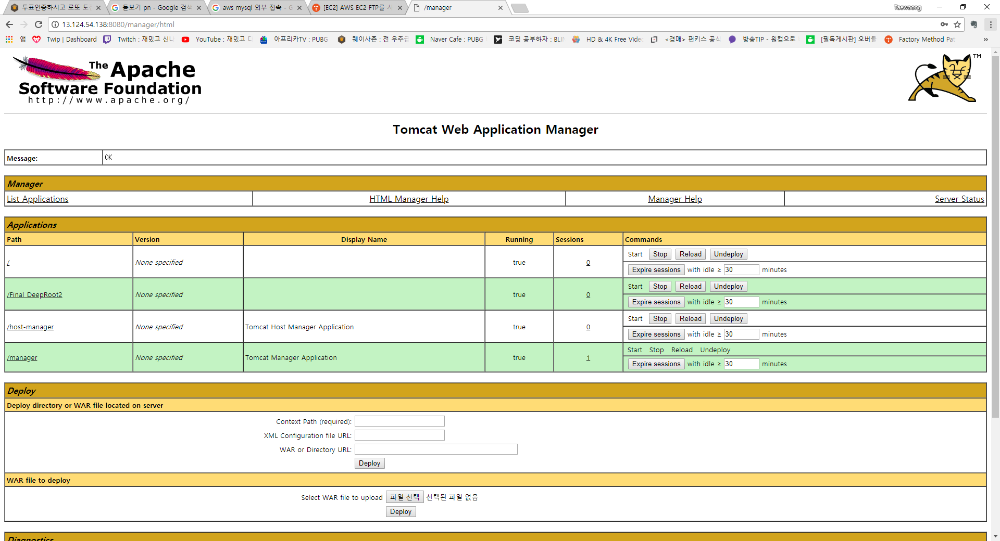 투표인증하시고 로또 도전
돋보기 pn - Google 검색
aws mysql 외부 접속 - G
[EC2] AWS EC2 FTP를 사
/manager
Taewoong
13.124.54.138:8080/manager/html
앱
Twip | Dashboard
Twitch : 재밌고 신나
YouTube : 재밌고 다
아프리카TV : PUBG
퀘이사존 : 전 우주급
Naver Cafe : PUBG
코딩 공부하자 : BLIN
HD & 4K Free Video
<경매> 펀키스 공식
방송TIP - 원컴으로
[필독게시판] 오버를
Factory Method Pat
»
The Apache
Software Foundation
http://www.apache.org/
TM
Tomcat Web Application Manager
Message: OK
Manager
List Applications HTML Manager Help Manager Help Server Status
Applications
Path Version Display Name Running Sessions Commands
/ None specified true 0
Start Stop Reload Undeploy
Expire sessions with idle ≥ 30 minutes
/Final_DeepRoot2 None specified true 0
Start Stop Reload Undeploy
Expire sessions with idle ≥ 30 minutes
/host-manager None specified Tomcat Host Manager Application true 0
Start Stop Reload Undeploy
Expire sessions with idle ≥ 30 minutes
/manager None specified Tomcat Manager Application true 1
Start Stop Reload Undeploy
Expire sessions with idle ≥ 30 minutes
Deploy
Deploy directory or WAR file located on server
Context Path (required):
XML Configuration file URL:
WAR or Directory URL:
Deploy
WAR file to deploy
Select WAR file to upload 파일 선택 선택된 파일 없음
Deploy
Diagnostics